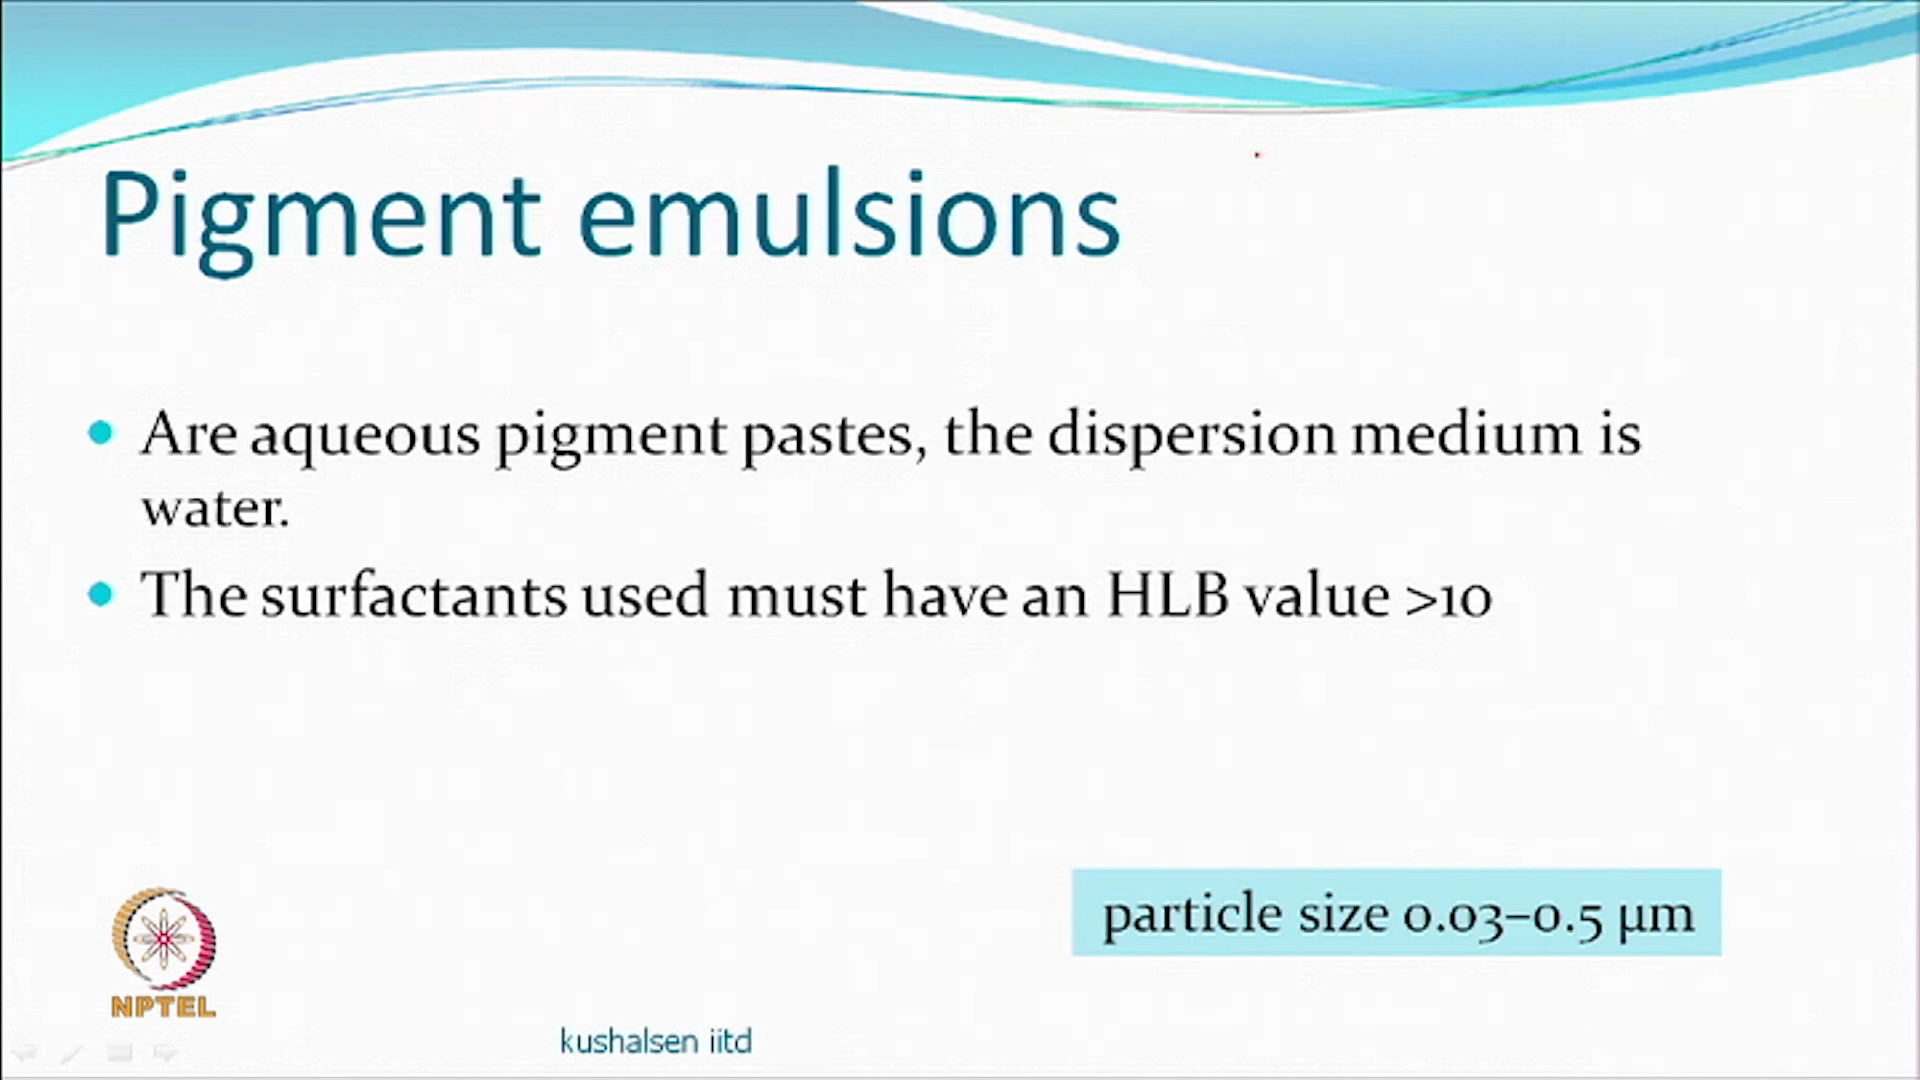 Pigment emulsions
Are aqueous pigment pastes, the dispersion medium is
water.
The surfactants used must have an HLB value >10
particle size 0.03–0.5 µm
NPTEL
kushalsen iitd